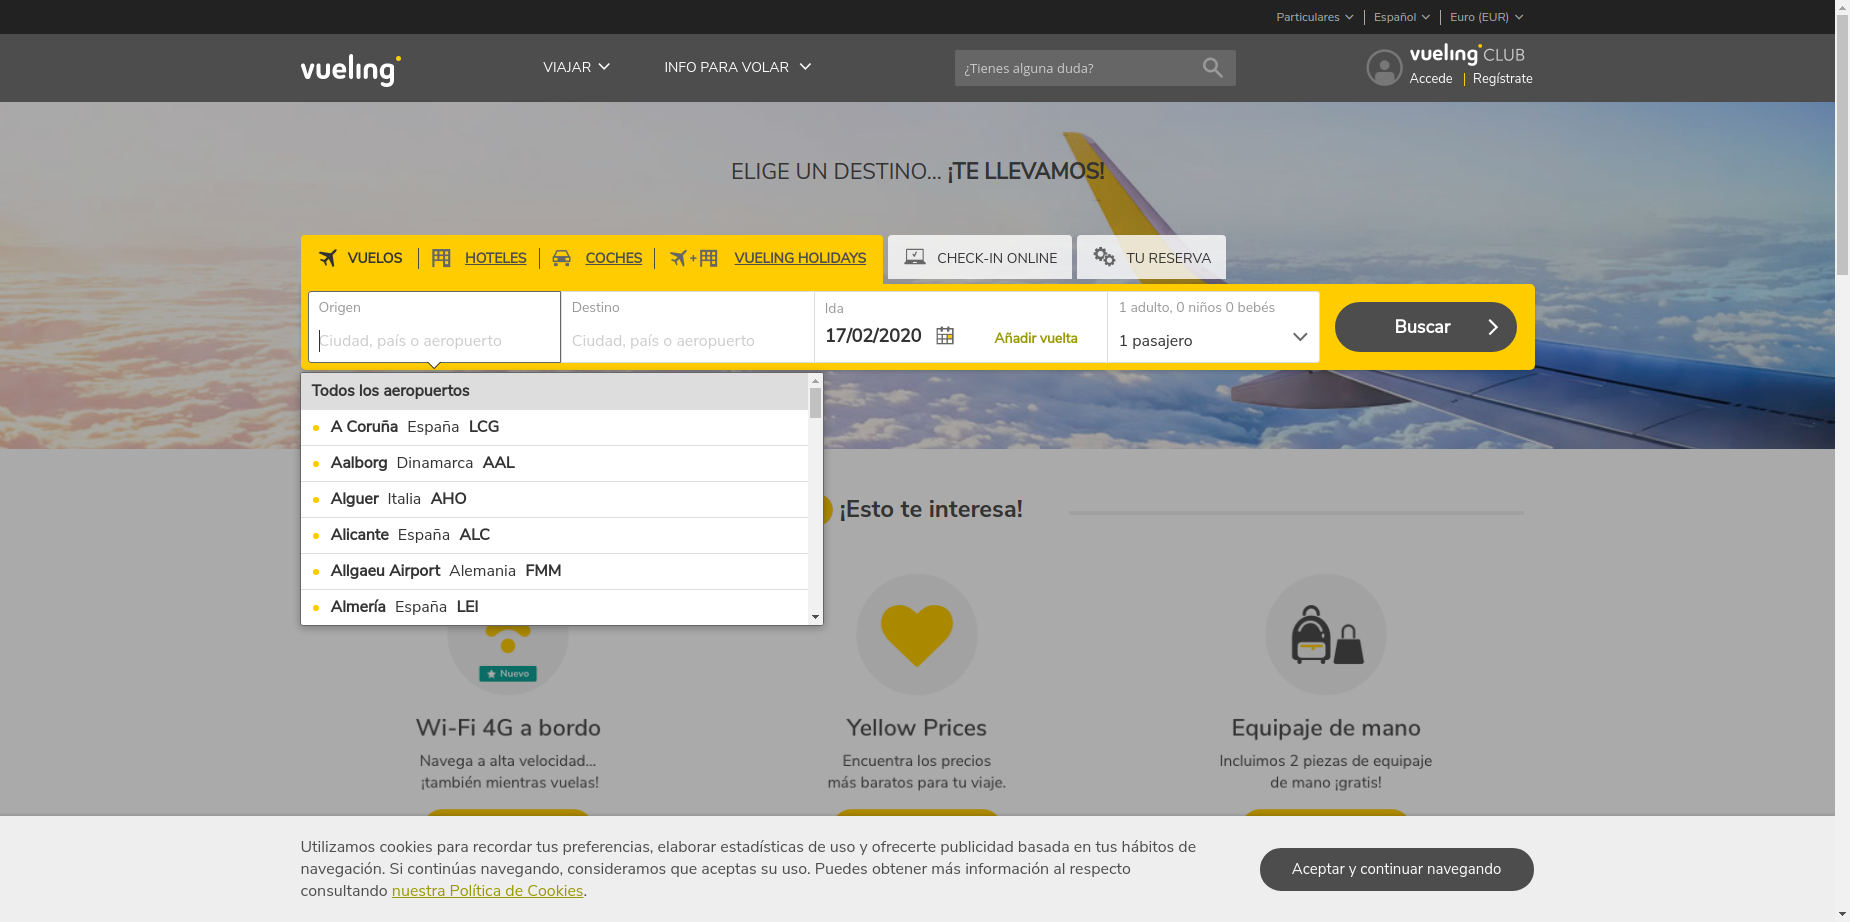 Particulares
Español
Euro (EUR)
vueling
VIAJAR
INFO PARA VOLAR
¿Tienes alguna duda?
vueling CLUB
Accede
Regístrate
ELIGE UN DESTINO... ¡TE LLEVAMOS!
VUELOS
HOTELES
COCHES
+
VUELING HOLIDAYS
CHECK-IN ONLINE
TU RESERVA
Origen
Ciudad, país o aeropuerto
Destino
Ciudad, país o aeropuerto
Ida
17/02/2020
Añadir vuelta
1 adulto, 0 niños 0 bebés
1 pasajero
Buscar
Todos los aeropuertos
A Coruña España LCG
Aalborg Dinamarca AAL
Alguer Italia AHO
Alicante España ALC
Allgaeu Airport Alemania FMM
Almería España LEI
¡Esto te interesa!
Nuevo
Wi-Fi 4G a bordo
Navega a alta velocidad...
¡también mientras vuelas!
Yellow Prices
Encuentra los precios
más baratos para tu viaje.
Equipaje de mano
Incluimos 2 piezas de equipaje
de mano ¡gratis!
Utilizamos cookies para recordar tus preferencias, elaborar estadísticas de uso y ofrecerte publicidad basada en tus hábitos de
navegación. Si continúas navegando, consideramos que aceptas su uso. Puedes obtener más información al respecto
consultando nuestra Política de Cookies.
Aceptar y continuar navegando